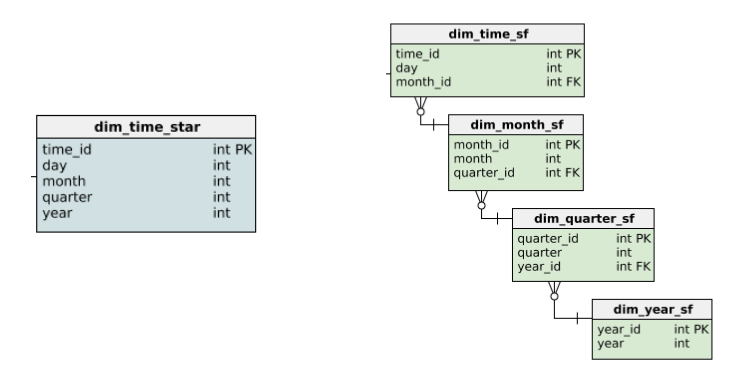 dim_time_star
time_id int PK
day int
month int
quarter int
year int
dim_time_sf
time_id int PK
day int
month_id int FK
dim_month_sf
month_id int PK
month int
quarter_id int FK
dim_quarter_sf
quarter_id int PK
quarter int
year_id int FK
dim_year_sf
year_id int PK
year int